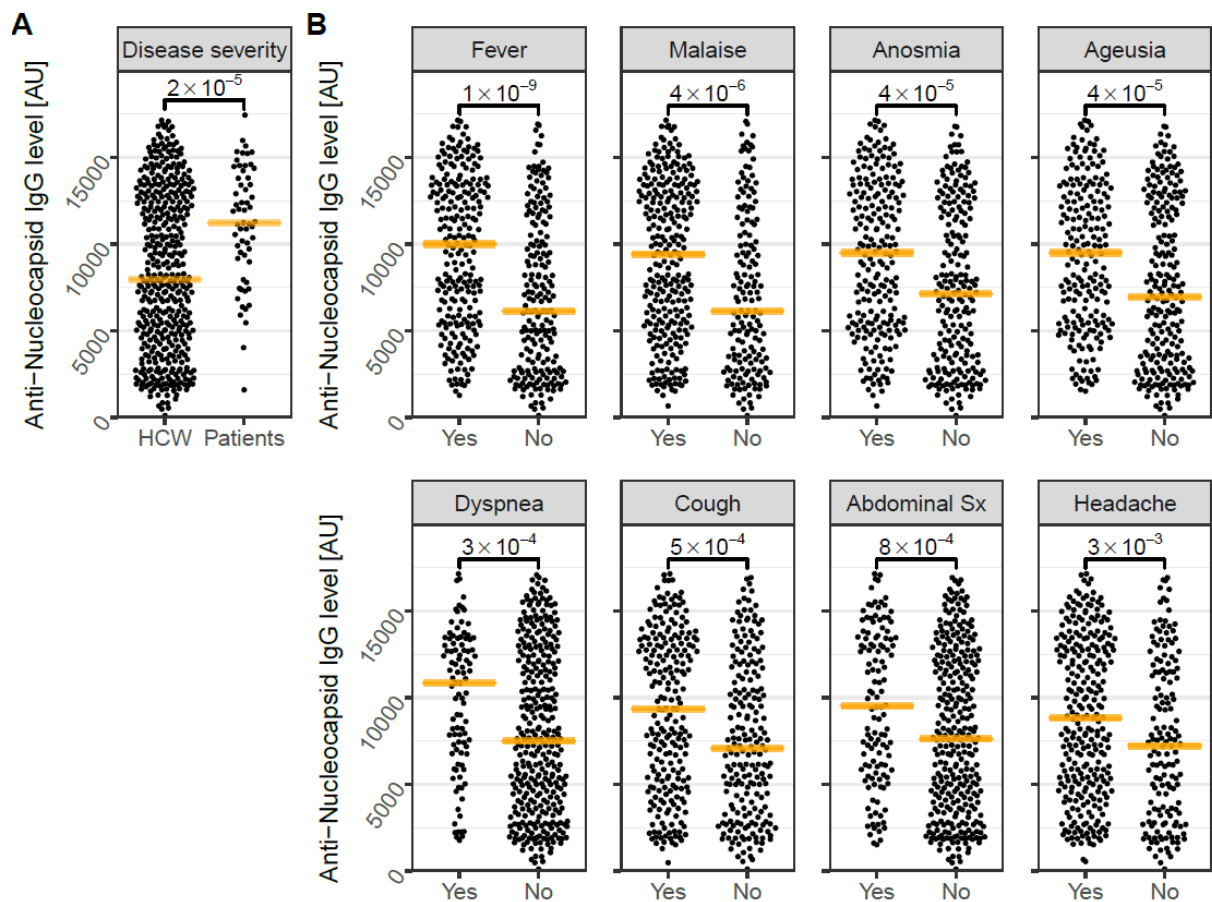 A
B
Disease severity
Fever
Malaise
Anosmia
Ageusia
2×10⁻⁵
1×10⁻⁹
4×10⁻⁶
4×10⁻⁵
4×10⁻⁵
Anti−Nucleocapsid IgG level [AU]
15000
10000
5000
0
HCW Patients
Anti−Nucleocapsid IgG level [AU]
15000
10000
5000
0
Yes No
Yes No
Yes No
Yes No
Dyspnea
Cough
Abdominal Sx
Headache
3×10⁻⁴
5×10⁻⁴
8×10⁻⁴
3×10⁻³
Anti−Nucleocapsid IgG level [AU]
15000
10000
5000
0
Yes No
Yes No
Yes No
Yes No